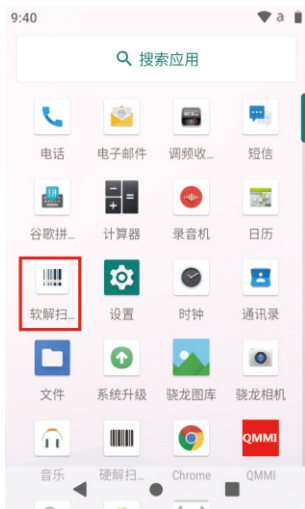 9:40
a
搜索应用
电话 电子邮件 调频收... 短信
谷歌拼... 计算器 录音机 日历
软解扫... 设置 时钟 通讯录
文件 系统升级 骁龙图库 骁龙相机
QMMI
音乐 硬解扫... Chrome QMMI